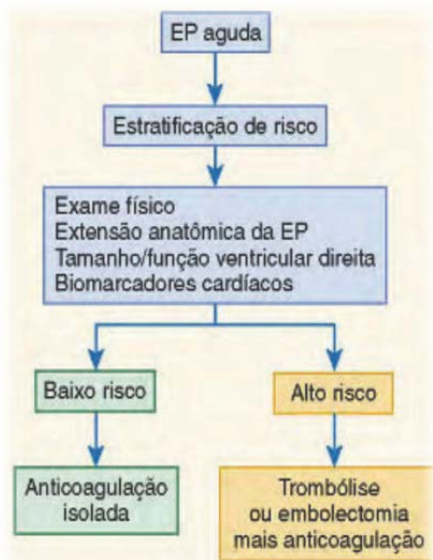 EP aguda
Estratificação de risco
Exame físico
Extensão anatômica da EP
Tamanho/função ventricular direita
Biomarcadores cardíacos
Baixo risco
Alto risco
Anticoagulação
isolada
Trombólise
ou embolectomia
mais anticoagulação